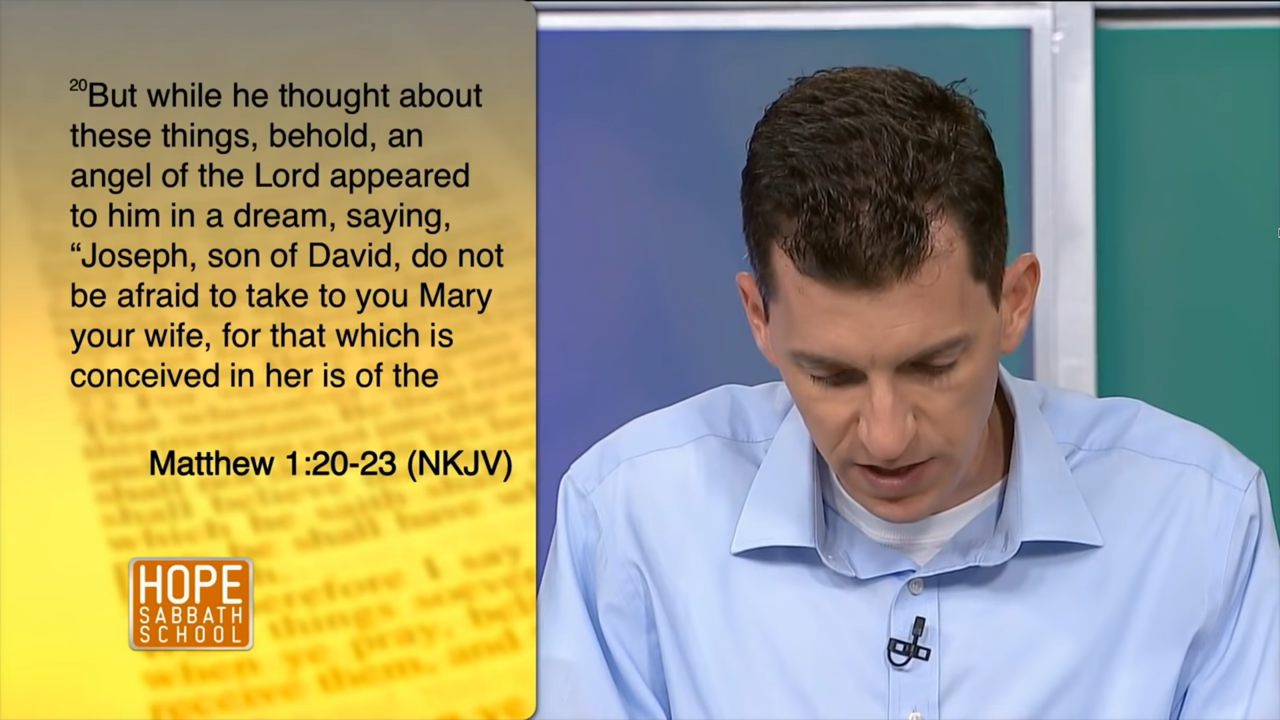 ²⁰But while he thought about
these things, behold, an
angel of the Lord appeared
to him in a dream, saying,
“Joseph, son of David, do not
be afraid to take to you Mary
your wife, for that which is
conceived in her is of the
Matthew 1:20-23 (NKJV)
HOPE
SABBATH
SCHOOL